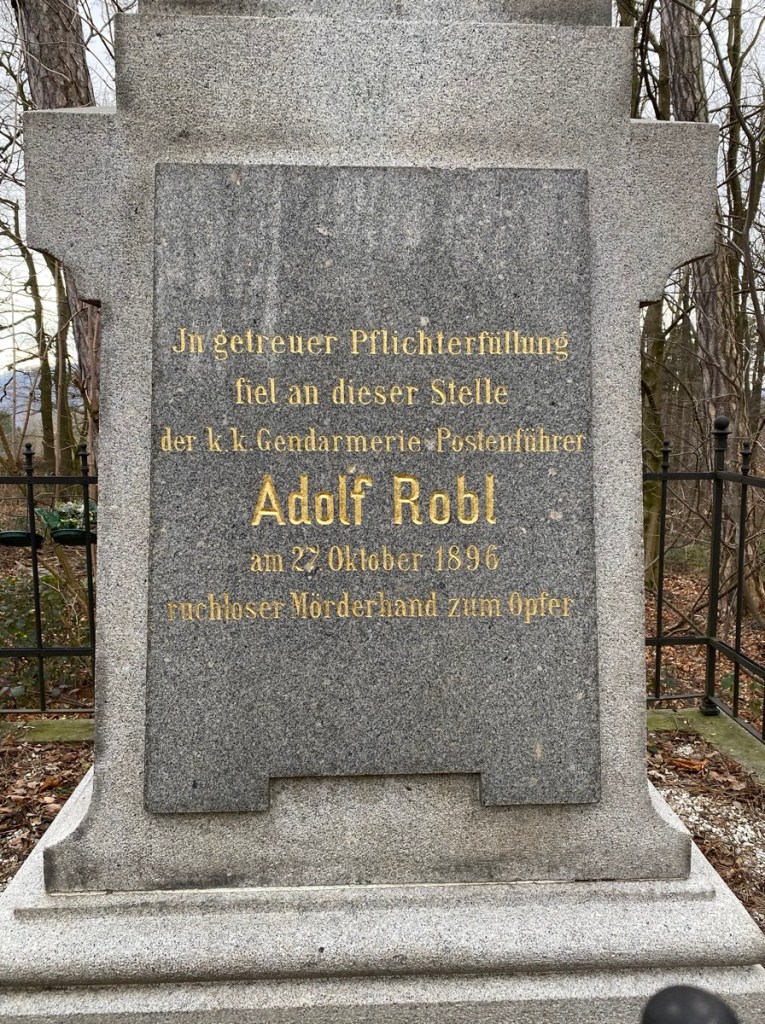 Jn getreuer Pflichterfüllung
fiel an dieser Stelle
der k. k. Gendarmerie Postenführer
Adolf Robl
am 27. Oktober 1896
ruchloser Mörderhand zum Opfer